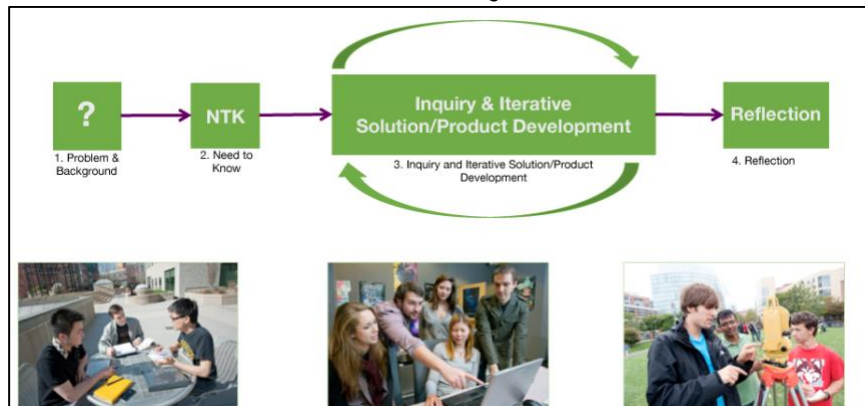 ?
NTK
Inquiry & Iterative
Solution/Product Development
Reflection
1. Problem &
Background
2. Need to
Know
3. Inquiry and Iterative Solution/Product
Development
4. Reflection